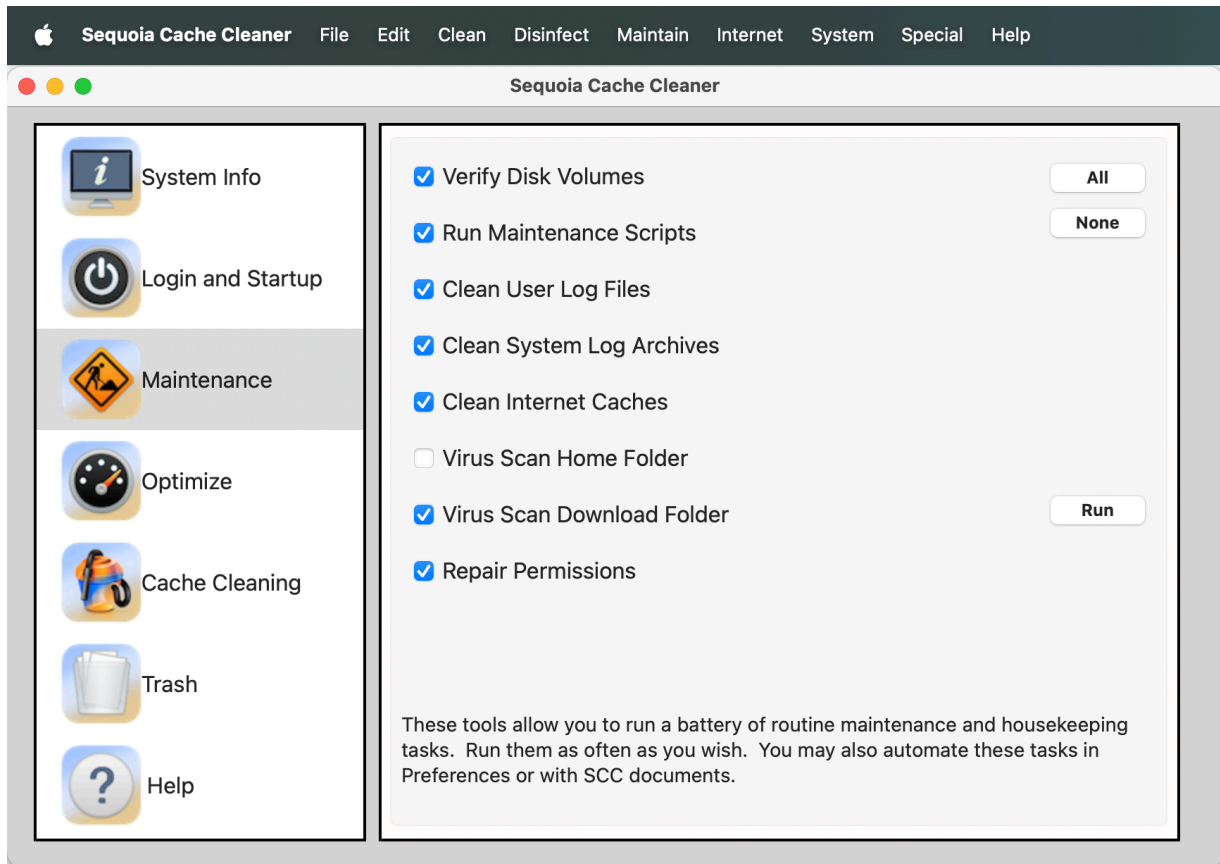 Sequoia Cache Cleaner File Edit Clean Disinfect Maintain Internet System Special Help
Sequoia Cache Cleaner
System Info
Login and Startup
Maintenance
Optimize
Cache Cleaning
Trash
Help
Verify Disk Volumes
All
Run Maintenance Scripts
None
Clean User Log Files
Clean System Log Archives
Clean Internet Caches
Virus Scan Home Folder
Virus Scan Download Folder
Run
Repair Permissions
These tools allow you to run a battery of routine maintenance and housekeeping
tasks.  Run them as often as you wish.  You may also automate these tasks in
Preferences or with SCC documents.